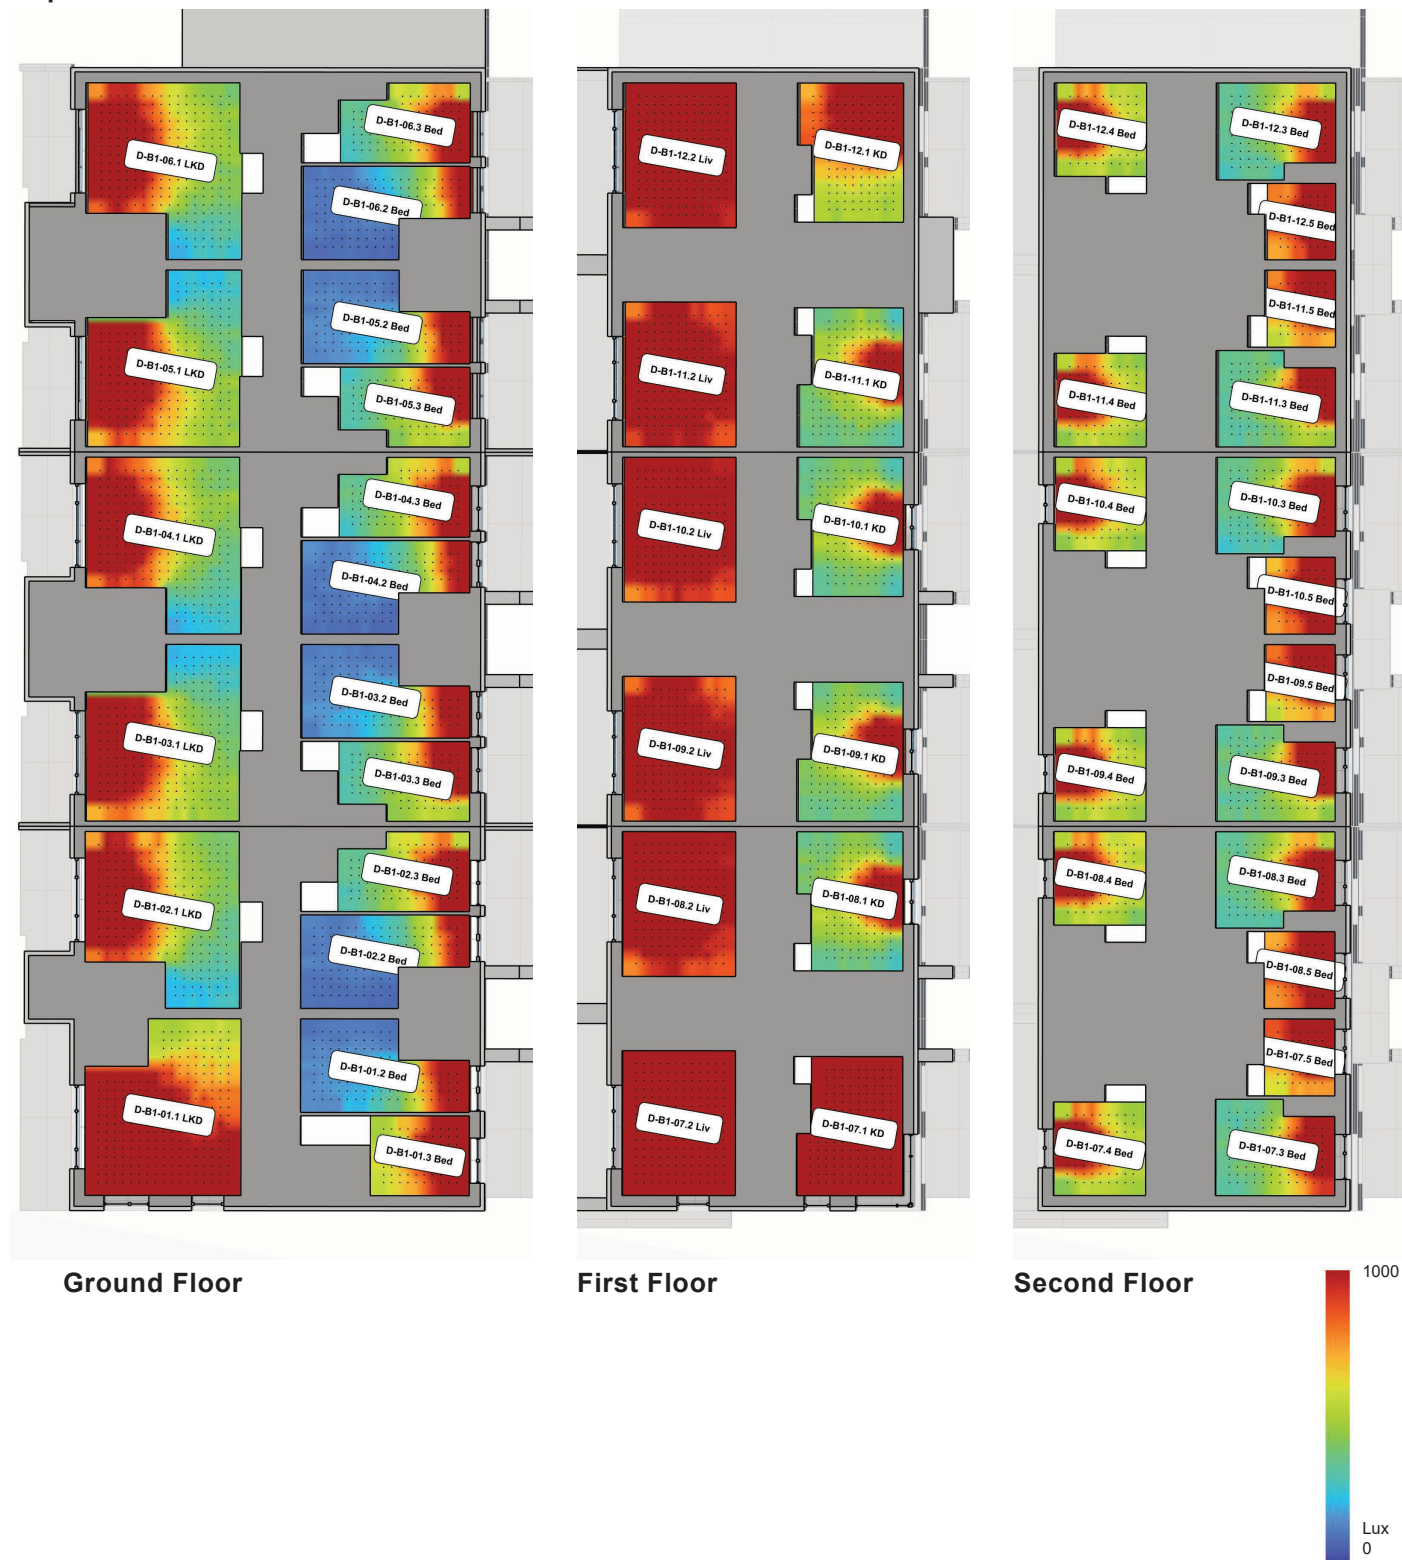 D-B1-06.1 LKD
D-B1-06.3 Bed
D-B1-06.2 Bed
D-B1-05.2 Bed
D-B1-05.1 LKD
D-B1-05.3 Bed
D-B1-04.3 Bed
D-B1-04.1 LKD
D-B1-04.2 Bed
D-B1-03.2 Bed
D-B1-03.1 LKD
D-B1-03.3 Bed
D-B1-02.3 Bed
D-B1-02.1 LKD
D-B1-02.2 Bed
D-B1-01.2 Bed
D-B1-01.1 LKD
D-B1-01.3 Bed
Ground Floor
D-B1-12.2 Liv
D-B1-12.1 KD
D-B1-11.2 Liv
D-B1-11.1 KD
D-B1-10.2 Liv
D-B1-10.1 KD
D-B1-09.2 Liv
D-B1-09.1 KD
D-B1-08.2 Liv
D-B1-08.1 KD
D-B1-07.2 Liv
D-B1-07.1 KD
First Floor
D-B1-12.4 Bed
D-B1-12.3 Bed
D-B1-12.5 Bed
D-B1-11.5 Bed
D-B1-11.4 Bed
D-B1-11.3 Bed
D-B1-10.4 Bed
D-B1-10.3 Bed
D-B1-10.5 Bed
D-B1-09.5 Bed
D-B1-09.4 Bed
D-B1-09.3 Bed
D-B1-08.4 Bed
D-B1-08.3 Bed
D-B1-08.5 Bed
D-B1-07.5 Bed
D-B1-07.4 Bed
D-B1-07.3 Bed
Second Floor
1000
Lux
0